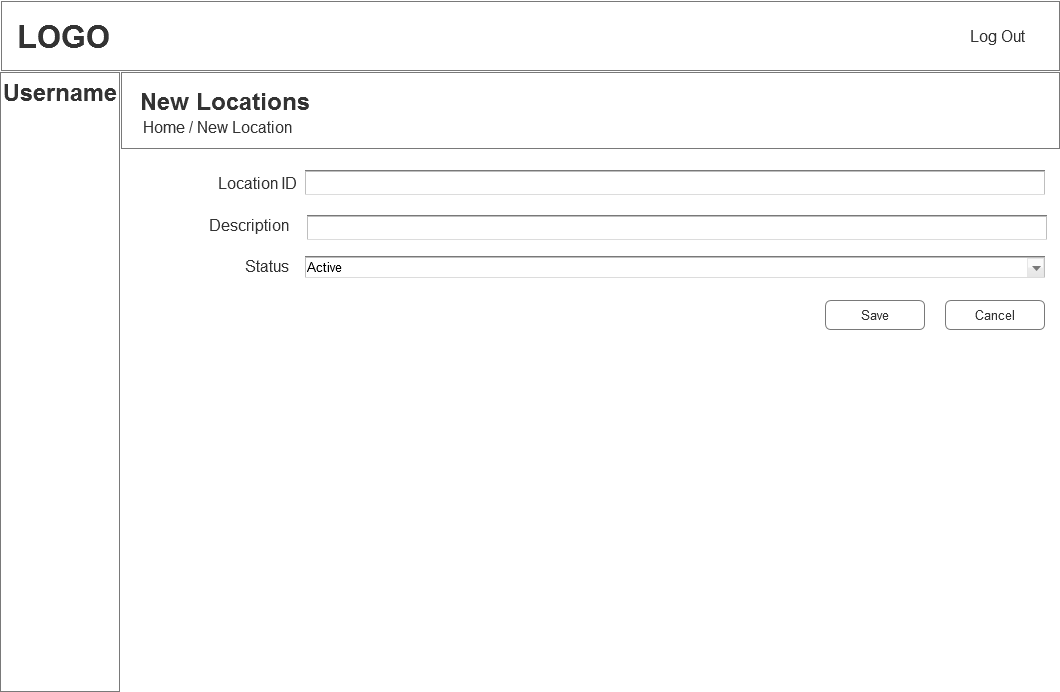 LOGO
Log Out
Username
New Locations
Home / New Location
Location ID
Description
Status
Active
Save
Cancel